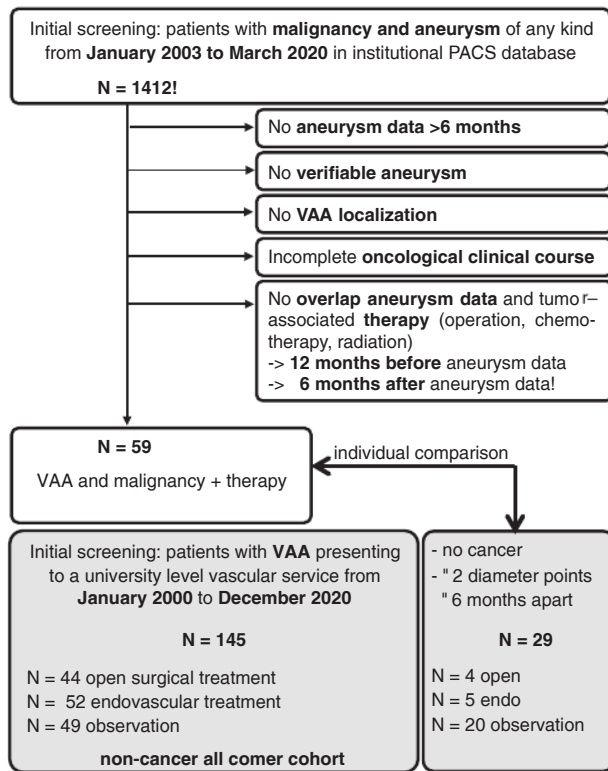 Initial screening: patients with malignancy and aneurysm of any kind
from January 2003 to March 2020 in institutional PACS database
N = 1412!
No aneurysm data >6 months
No verifiable aneurysm
No VAA localization
Incomplete oncological clinical course
No overlap aneurysm data and tumor–
associated therapy (operation, chemo-
therapy, radiation)
-> 12 months before aneurysm data
-> 6 months after aneurysm data!
N = 59
VAA and malignancy + therapy
individual comparison
Initial screening: patients with VAA presenting
to a university level vascular service from
January 2000 to December 2020
N = 145
N = 44 open surgical treatment
N = 52 endovascular treatment
N = 49 observation
non-cancer all comer cohort
- no cancer
- " 2 diameter points
" 6 months apart
N = 29
N = 4 open
N = 5 endo
N = 20 observation